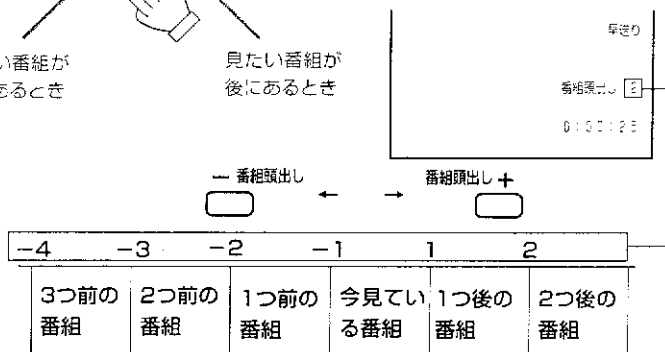 い番組が
あるとき
見たい番組が
後にあるとき
早送り
番組頭出し 2
0:00:25
— 番組頭出し ← → 番組頭出し +
-4 -3 -2 -1 1 2
3つ前の番組
2つ前の番組
1つ前の番組
今見ている番組
1つ後の番組
2つ後の番組